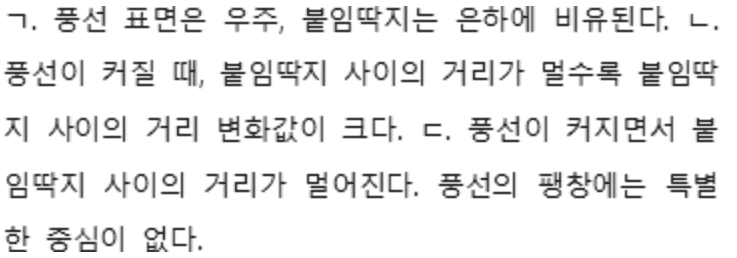 ㄱ. 풍선 표면은 우주, 붙임딱지는 은하에 비유된다. ㄴ.
풍선이 커질 때, 붙임딱지 사이의 거리가 멀수록 붙임딱
지 사이의 거리 변화값이 크다. ㄷ. 풍선이 커지면서 붙
임딱지 사이의 거리가 멀어진다. 풍선의 팽창에는 특별
한 중심이 없다.